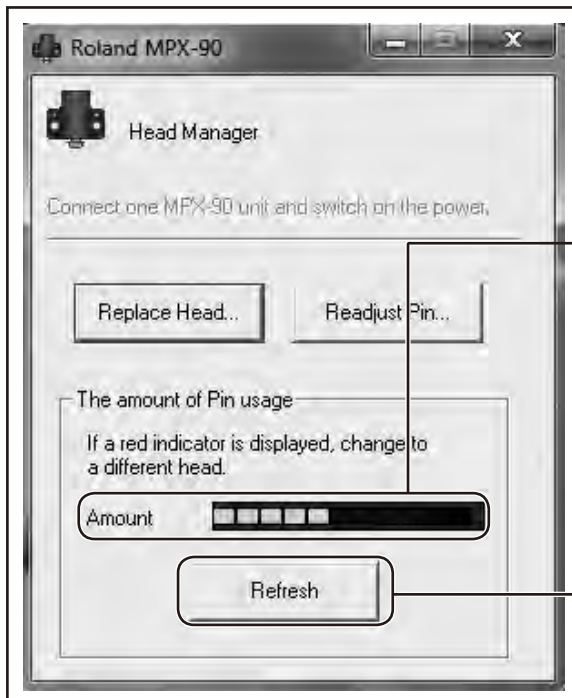 Roland MPX-90
Head Manager
Connect one MPX-90 unit and switch on the power.
Replace Head...
Readjust Pin...
The amount of Pin usage
If a red indicator is displayed, change to
a different head.
Amount
Refresh